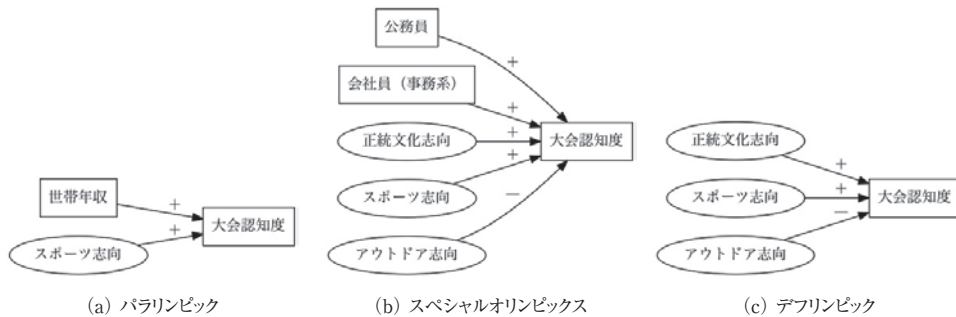 世帯年収
+
大会認知度
+
スポーツ志向
(a) パラリンピック
公務員
+
会社員（事務系）
+
正統文化志向
+
大会認知度
+
スポーツ志向
−
アウトドア志向
(b) スペシャルオリンピックス
正統文化志向
+
スポーツ志向
+
大会認知度
−
アウトドア志向
(c) デフリンピック